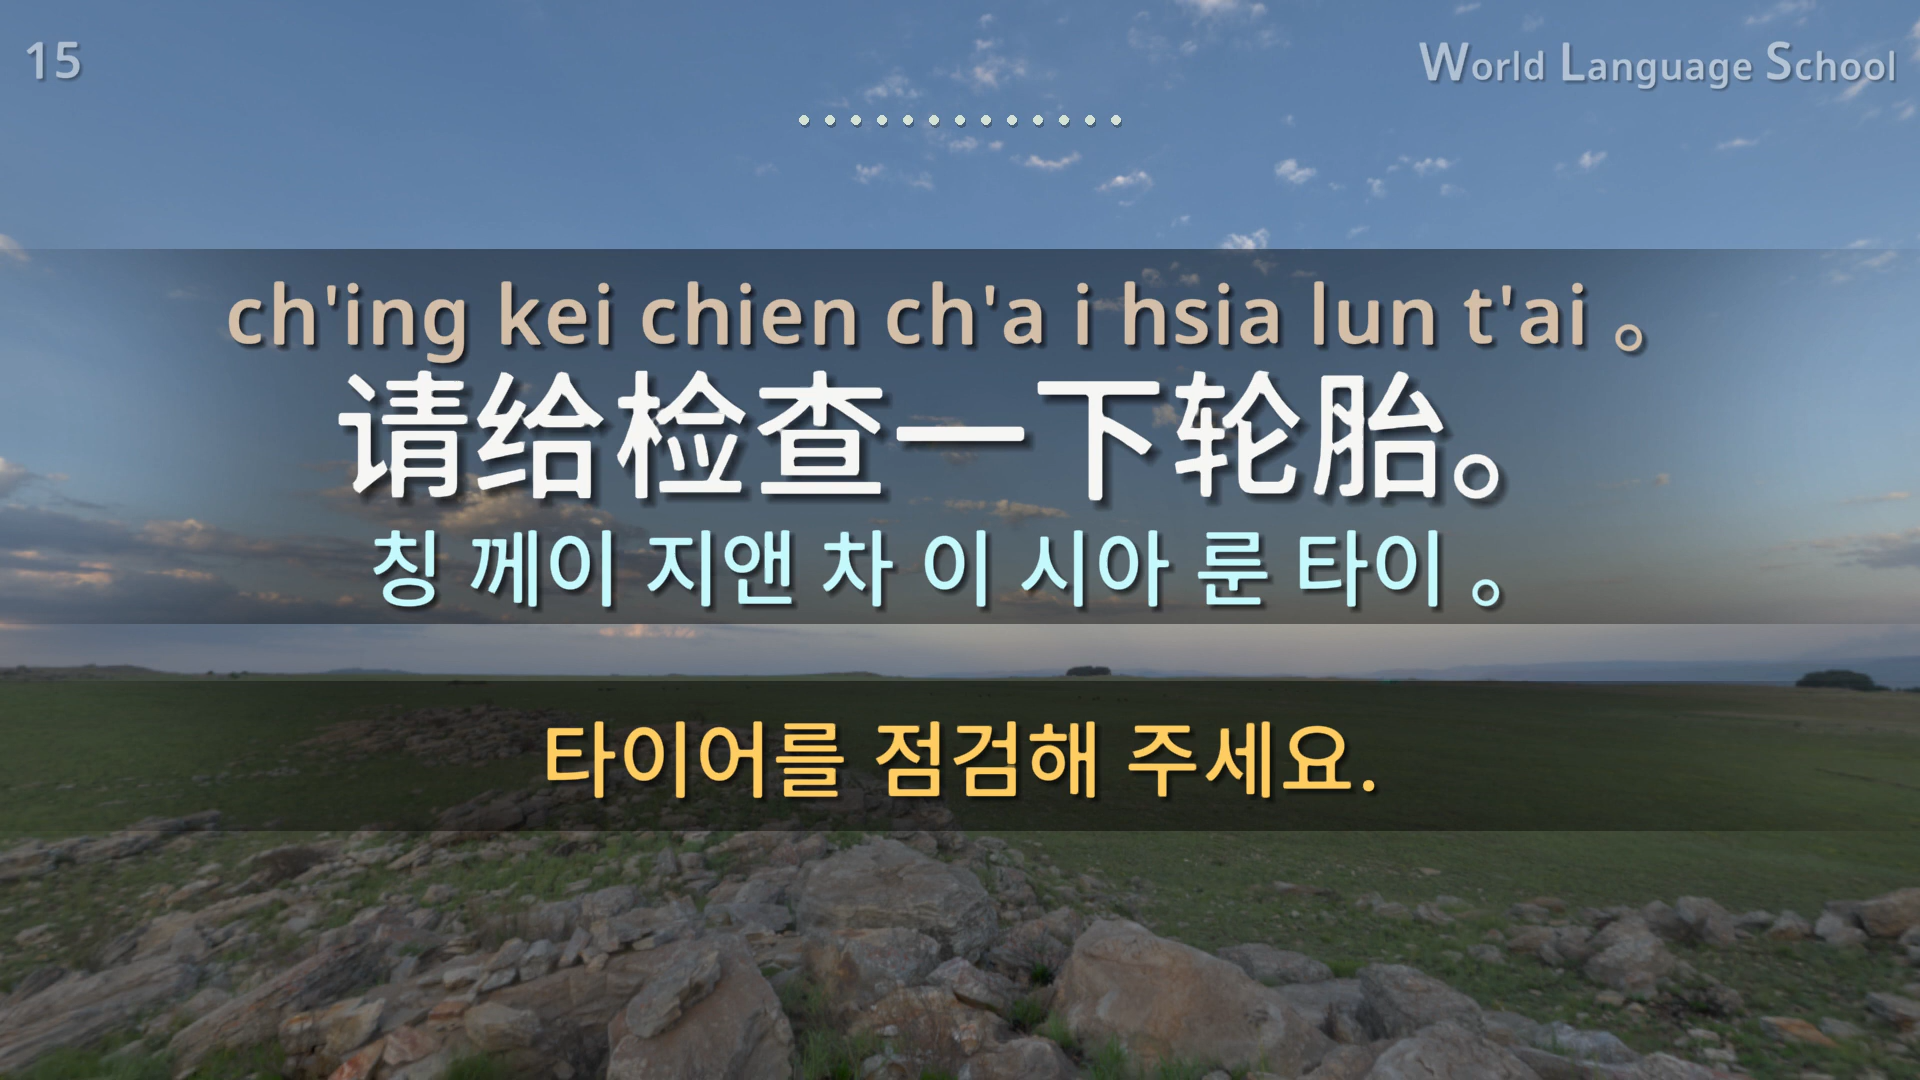 15
World Language School
ch'ing kei chien ch'a i hsia lun t'ai 。
请给检查一下轮胎。
칭 께이 지앤 차 이 시아 룬 타이 。
타이어를 점검해 주세요.